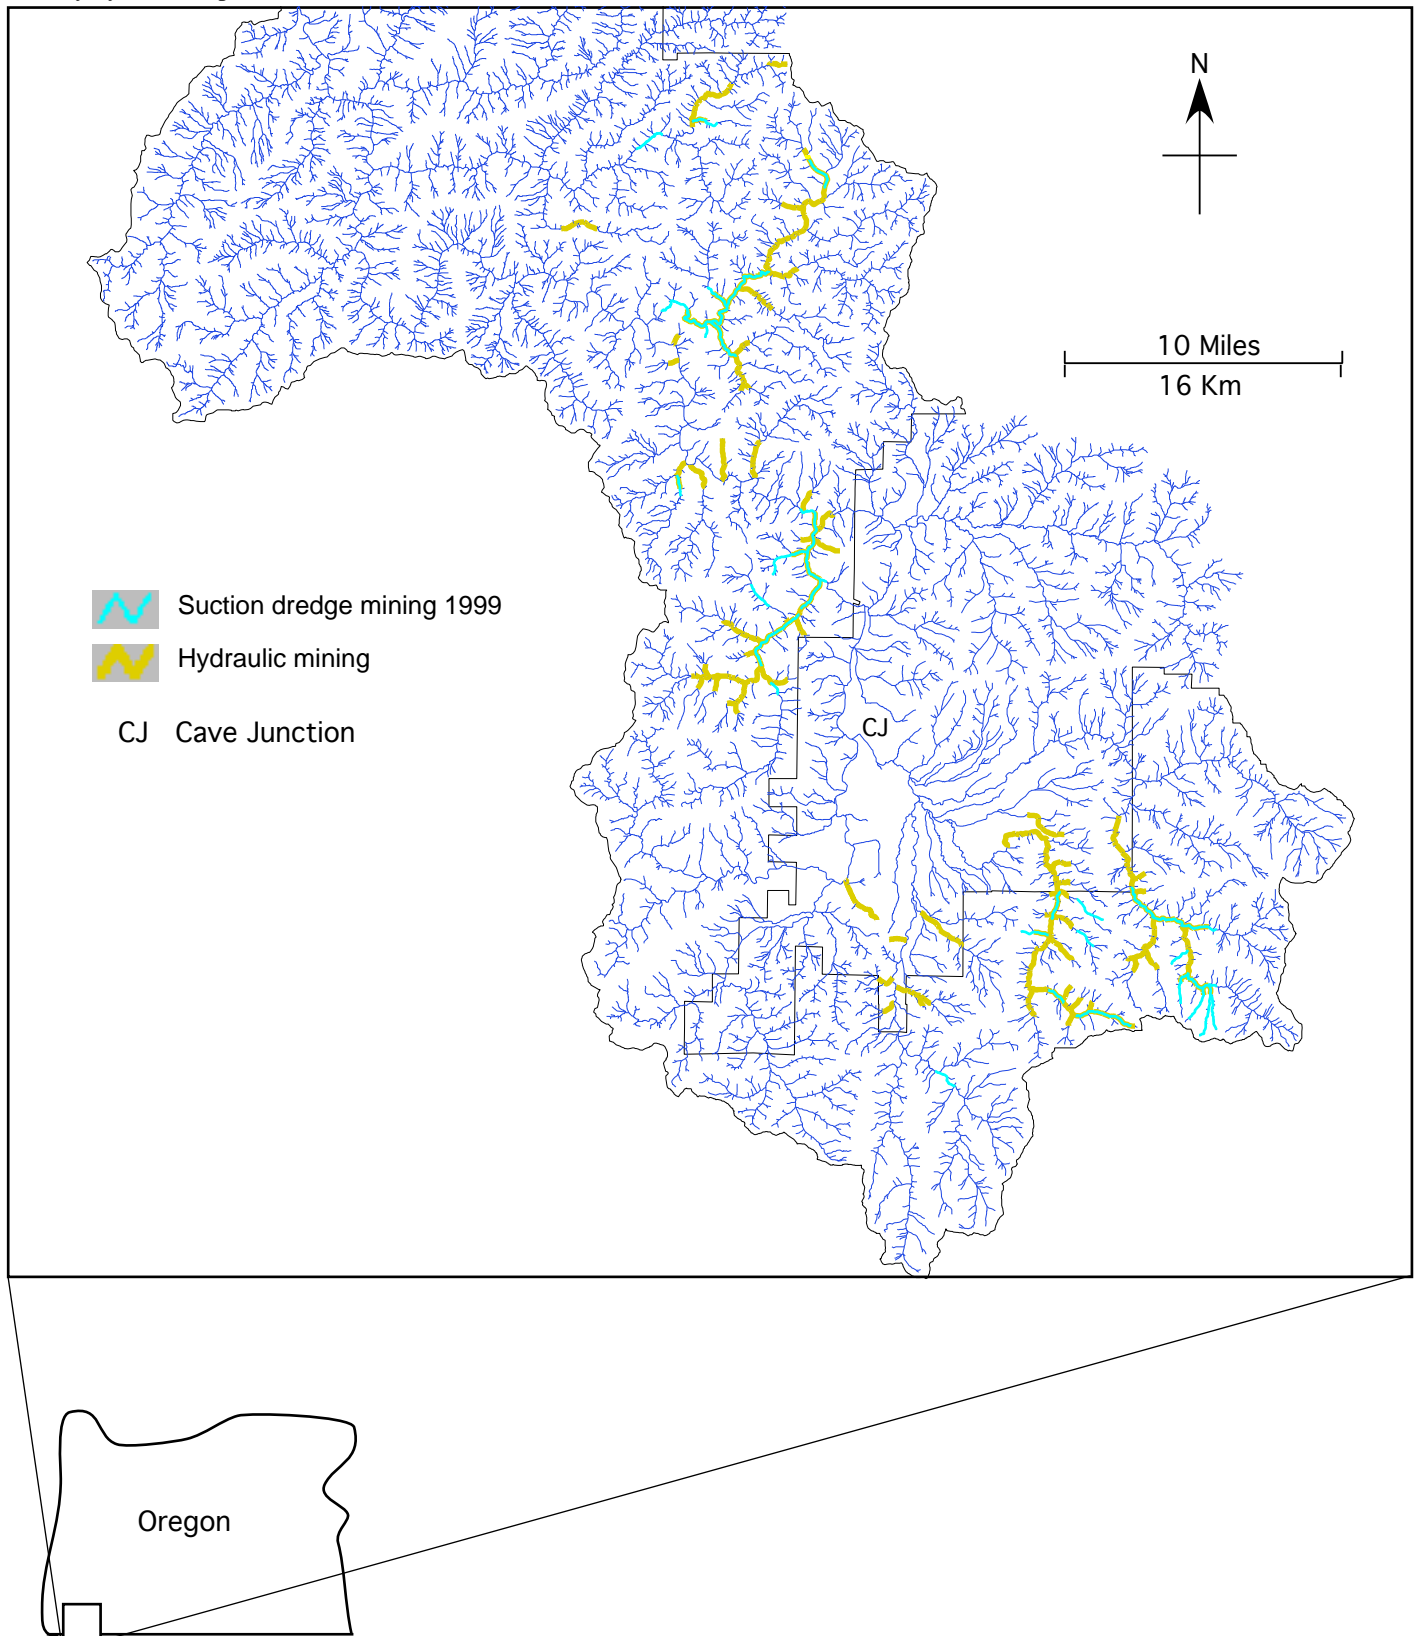 N
10 Miles
16 Km
Suction dredge mining 1999
Hydraulic mining
CJ Cave Junction
CJ
Oregon